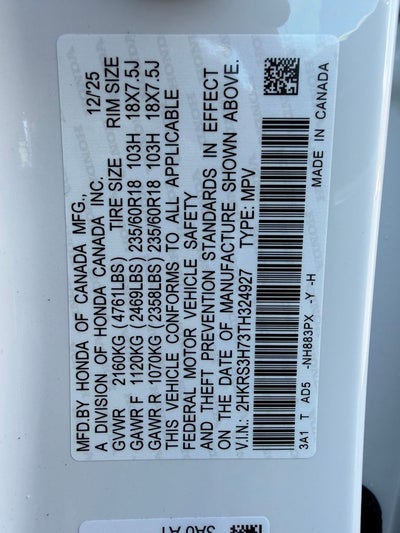 MFD.BY HONDA OF CANADA MFG., 12/'25
A DIVISION OF HONDA CANADA INC.
GVWR 2160KG (4761LBS) TIRE SIZE RIM SIZE
GAWR F 1120KG (2469LBS) 235/60R18 103H 18X7.5J
GAWR R 1070KG (2358LBS) 235/60R18 103H 18X7.5J
THIS VEHICLE CONFORMS TO ALL APPLICABLE
FEDERAL MOTOR VEHICLE SAFETY
AND THEFT PREVENTION STANDARDS IN EFFECT
ON THE DATE OF MANUFACTURE SHOWN ABOVE.
V.I.N.: 2HKRS3H73TH324927 TYPE: MPV
3A1 T AD5 -NH883PX -Y -H MADE IN CANADA